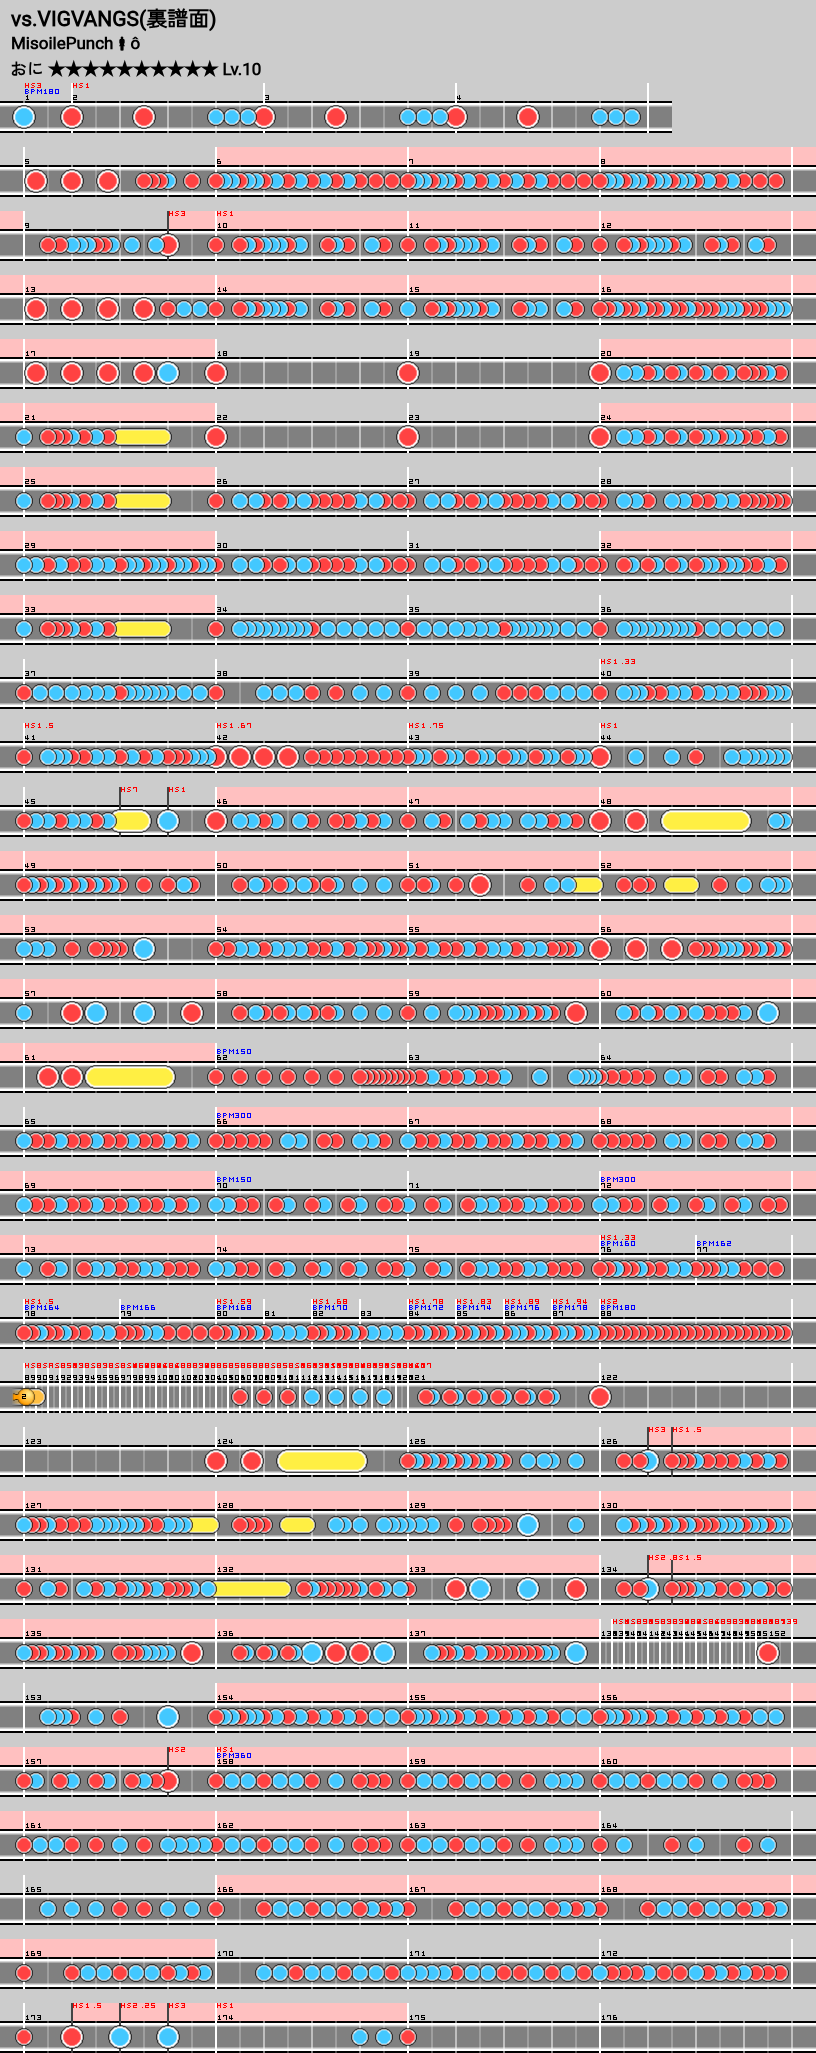 vs.VIGVANGS(裏譜面)
MisoilePunch
おに ★★★★★★★★★★ Lv.10
HS3 HS1
BPM180
1 2 3 4
5 6 7 8
HS3 HS1
9 10 11 12
13 14 15 16
17 18 19 20
21 22 23 24
25 26 27 28
29 30 31 32
33 34 35 36
HS1.33
37 38 39 40
HS1.5 HS1.67 HS1.75 HS1
41 42 43 44
HS7 HS1
45 46 47 48
49 50 51 52
53 54 55 56
57 58 59 60
BPM150
61 62 63 64
BPM300
65 66 67 68
BPM150 BPM300
69 70 71 72
HS1.33
BPM160 BPM162
73 74 75 76 77
HS1.5 HS1.59 HS1.68 HS1.78 HS1.83 HS1.89 HS1.94 HS2
BPM164 BPM166 BPM168 BPM170 BPM172 BPM174 BPM176 BPM178 BPM180
78 79 80 81 82 83 84 85 86 87 88
122
2
HS3 HS1.5
123 124 125 126
127 128 129 130
HS1.5
131 132 133 134
135 136 137
152
153 154 155 156
HS2 HS1
BPM360
157 158 159 160
161 162 163 164
165 166 167 168
169 170 171 172
HS1.5 HS2.25 HS3 HS1
173 174 175 176